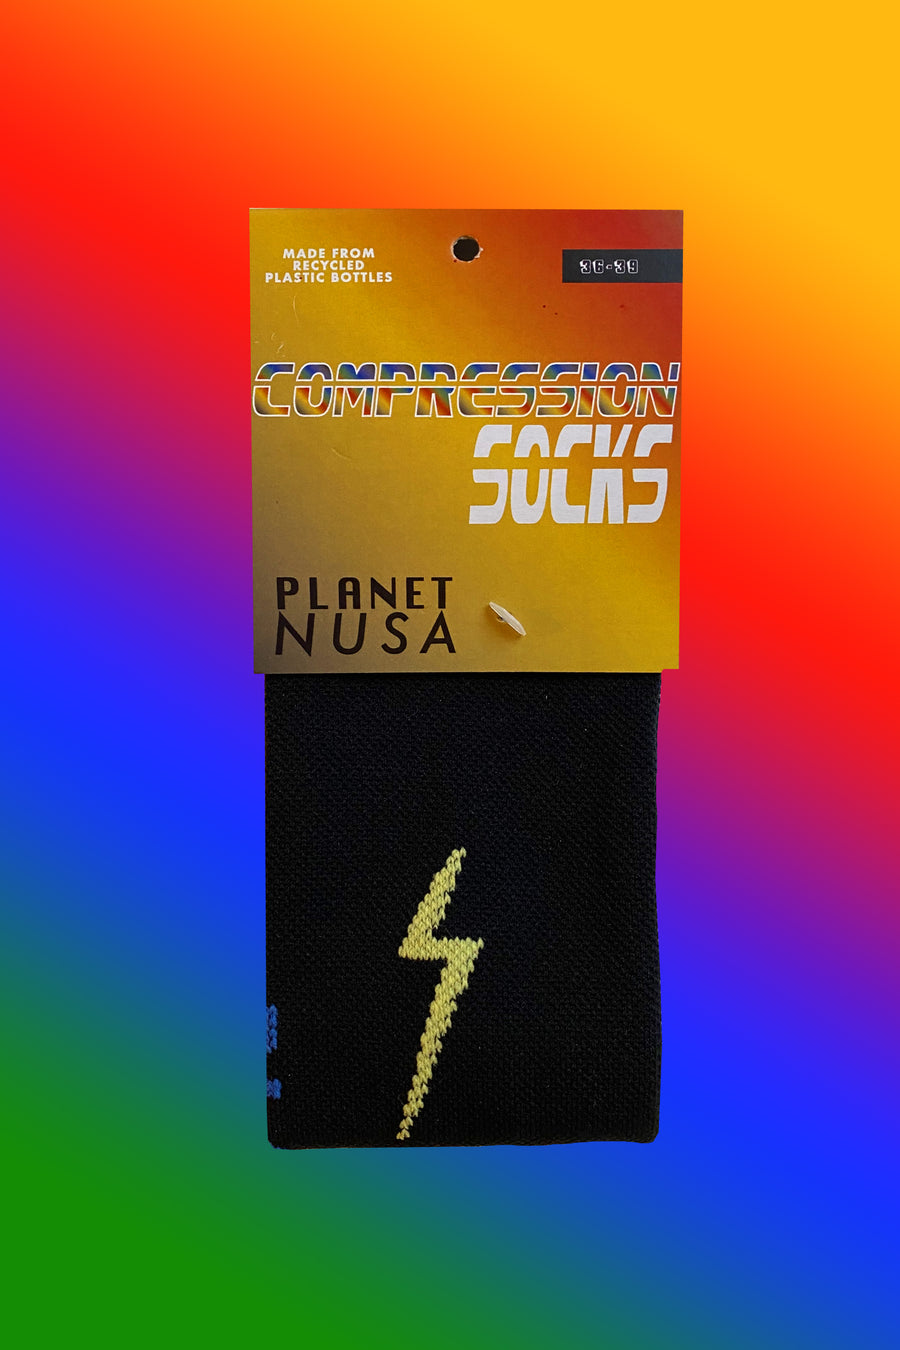 MADE FROM
RECYCLED
PLASTIC BOTTLES
36-39
COMPRESSION
SOCKS
PLANET
NUSA